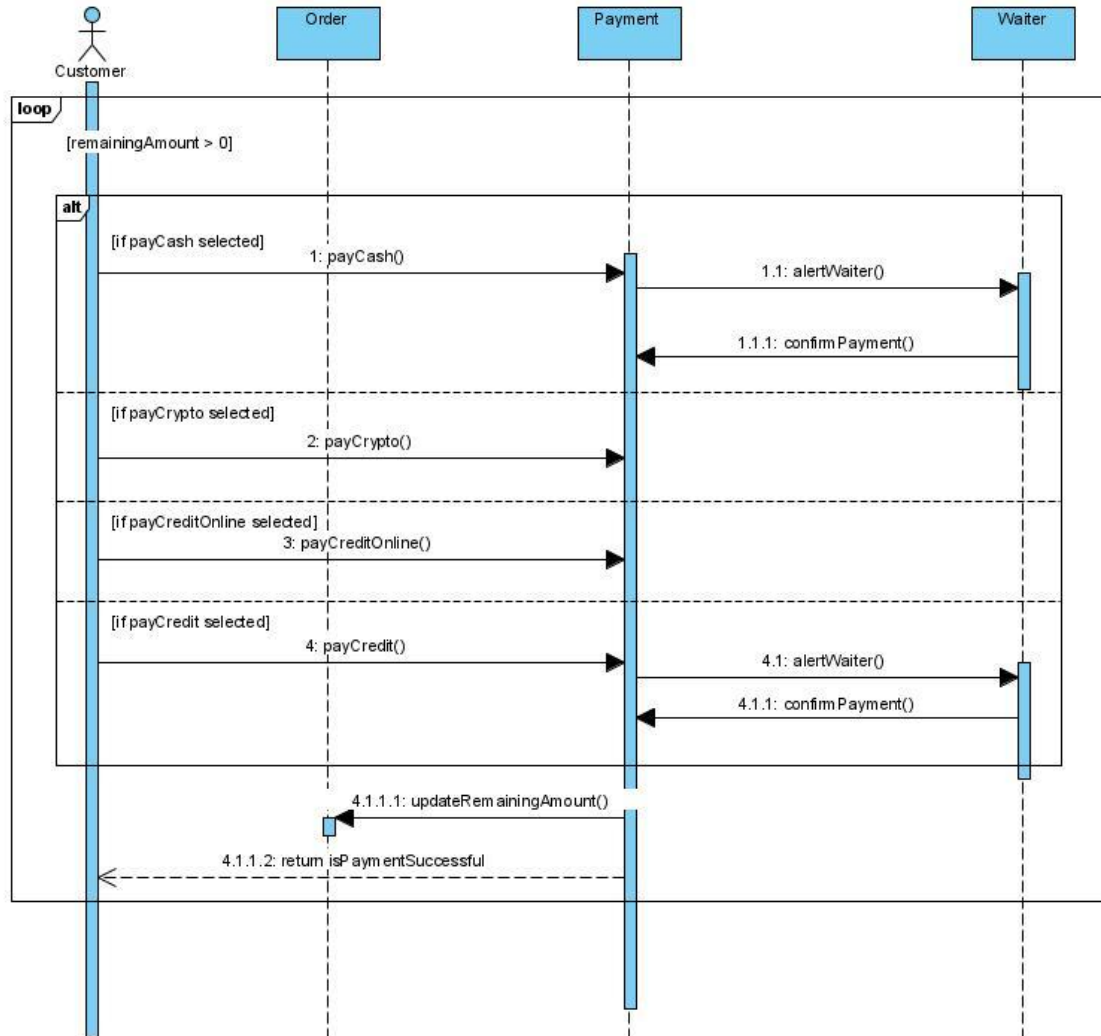 Order
Payment
Waiter
Customer
loop
[remainingAmount > 0]
alt
[if payCash selected]
1: payCash()
1.1: alertWaiter()
1.1.1: confirmPayment()
[if payCrypto selected]
2: payCrypto()
[if payCreditOnline selected]
3: payCreditOnline()
[if payCredit selected]
4: payCredit()
4.1: alertWaiter()
4.1.1: confirmPayment()
4.1.1.1: updateRemainingAmount()
4.1.1.2: return isPaymentSuccessful